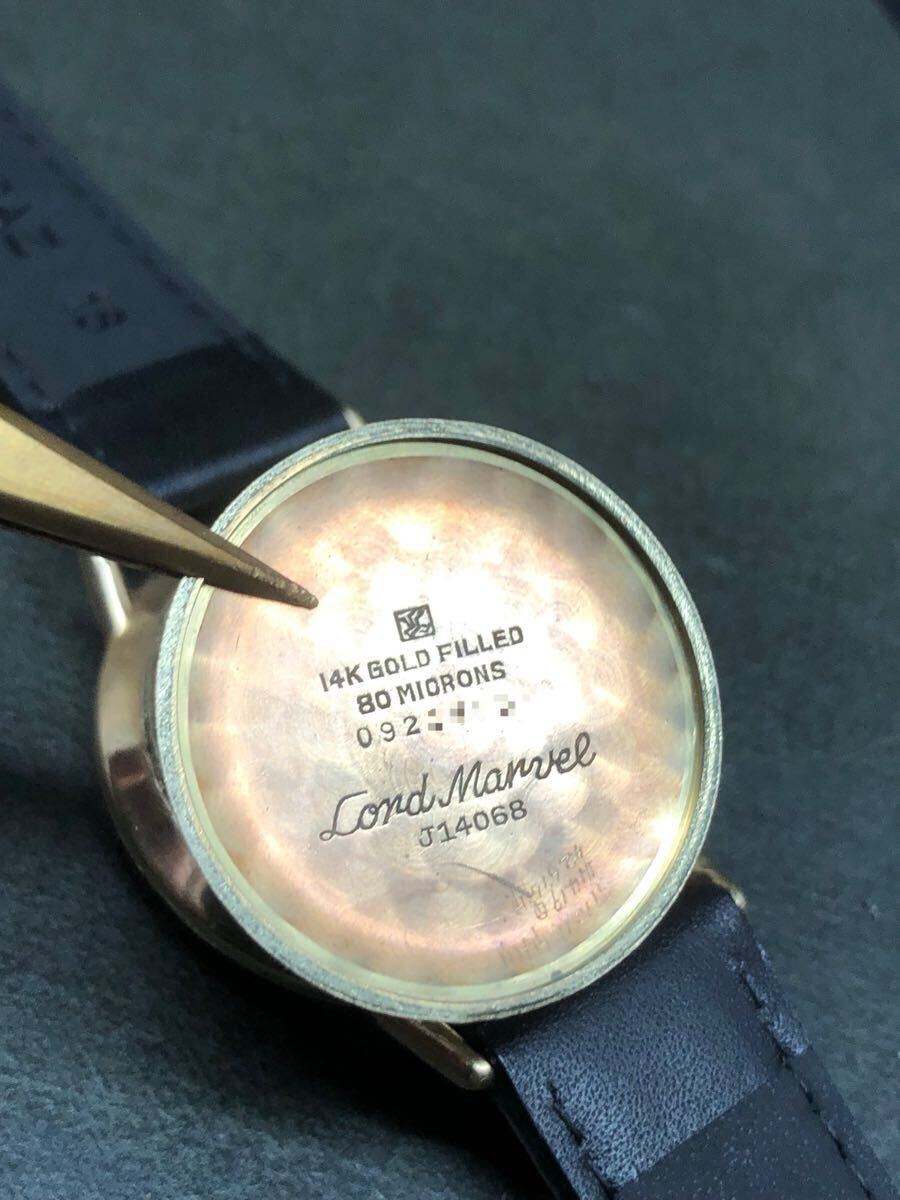 14K GOLD FILLED
80 MICRONS
092
Lord Marvel
J14068